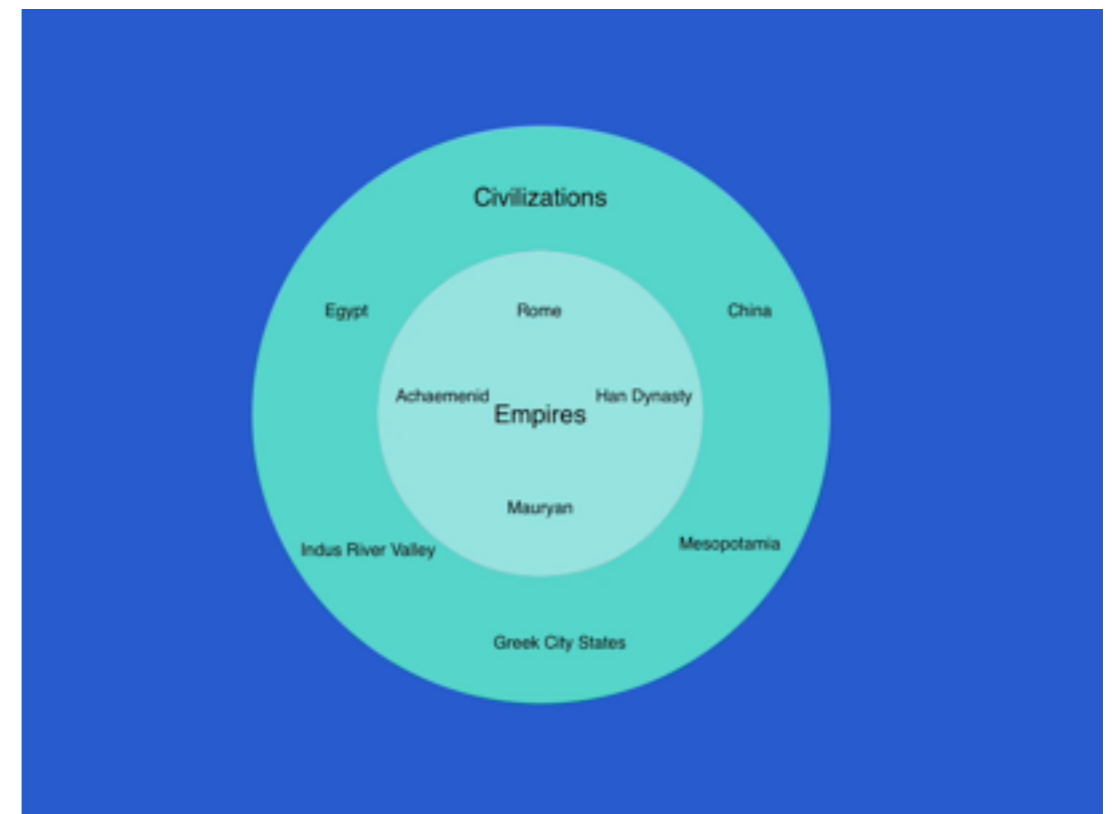 Civilizations
Egypt
Rome
China
Achaemenid
Han Dynasty
Empires
Mauryan
Indus River Valley
Mesopotamia
Greek City States